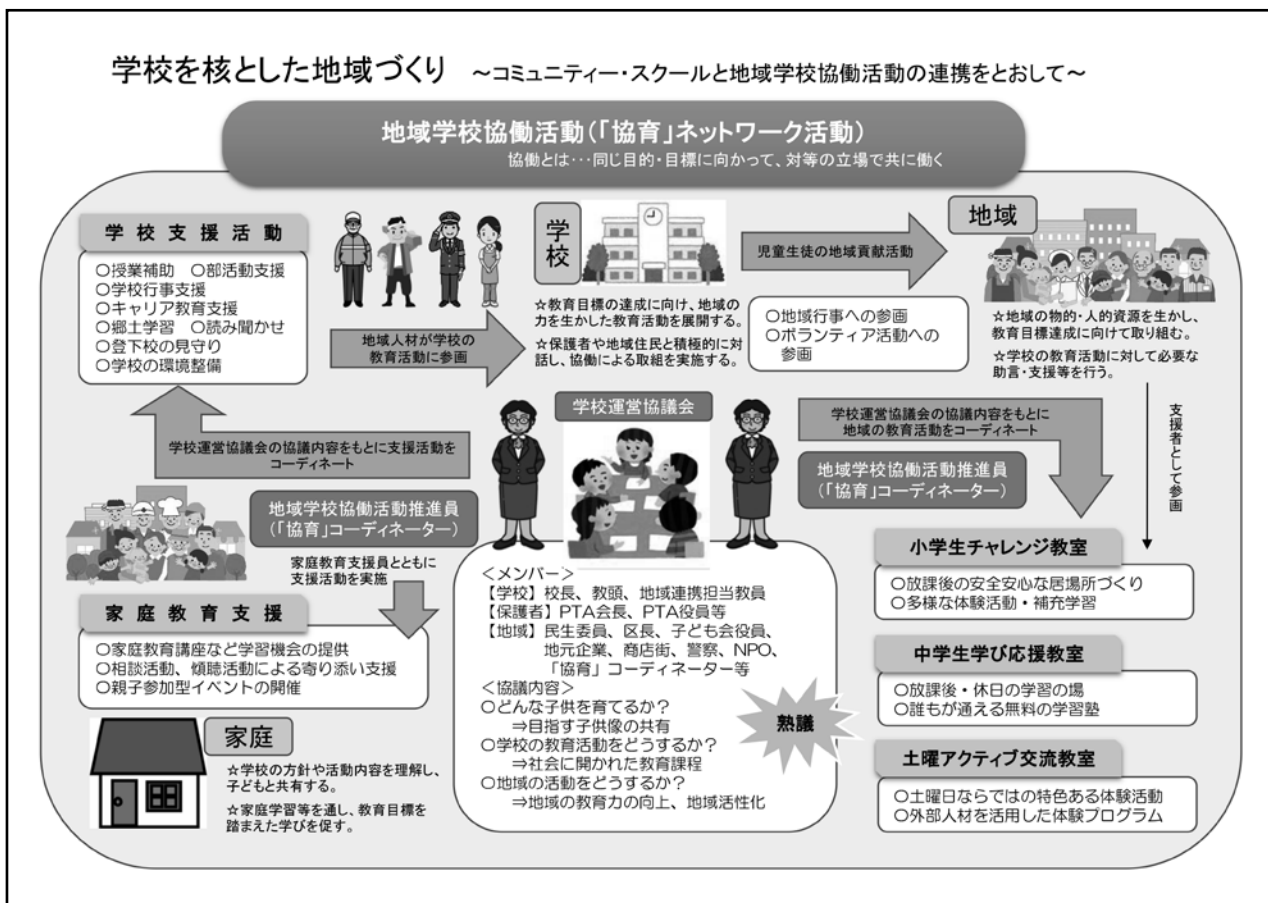 学校を核とした地域づくり ～コミュニティー・スクールと地域学校協働活動の連携をとおして～
地域学校協働活動(「協育」ネットワーク活動)
協働とは･･･同じ目的・目標に向かって、対等の立場で共に働く
学校支援活動
○授業補助 ○部活動支援
○学校行事支援
○キャリア教育支援
○郷土学習 ○読み聞かせ
○登下校の見守り
○学校の環境整備
地域人材が学校の
教育活動に参画
学校
☆教育目標の達成に向け、地域の
力を生かした教育活動を展開する。
☆保護者や地域住民と積極的に対
話し、協働による取組を実施する。
児童生徒の地域貢献活動
○地域行事への参画
○ボランティア活動への
参画
地域
☆地域の物的・人的資源を生かし、
教育目標達成に向けて取り組む。
☆学校の教育活動に対して必要な
助言・支援等を行う。
支援者として参画
学校運営協議会の協議内容をもとに支援活動を
コーディネート
地域学校協働活動推進員
(「協育」コーディネーター)
家庭教育支援員とともに
支援活動を実施
学校運営協議会
学校運営協議会の協議内容をもとに
地域の教育活動をコーディネート
地域学校協働活動推進員
(「協育」コーディネーター)
家庭教育支援
○家庭教育講座など学習機会の提供
○相談活動、傾聴活動による寄り添い支援
○親子参加型イベントの開催
家庭
☆学校の方針や活動内容を理解し、
子どもと共有する。
☆家庭学習等を通し、教育目標を
踏まえた学びを促す。
＜メンバー＞
【学校】校長、教頭、地域連携担当教員
【保護者】PTA会長、PTA役員等
【地域】民生委員、区長、子ども会役員、
地元企業、商店街、警察、NPO、
「協育」コーディネーター等
＜協議内容＞
○どんな子供を育てるか？
⇒目指す子供像の共有
○学校の教育活動をどうするか？
⇒社会に開かれた教育課程
○地域の活動をどうするか？
⇒地域の教育力の向上、地域活性化
熟議
小学生チャレンジ教室
○放課後の安全安心な居場所づくり
○多様な体験活動・補充学習
中学生学び応援教室
○放課後・休日の学習の場
○誰もが通える無料の学習塾
土曜アクティブ交流教室
○土曜日ならではの特色ある体験活動
○外部人材を活用した体験プログラム